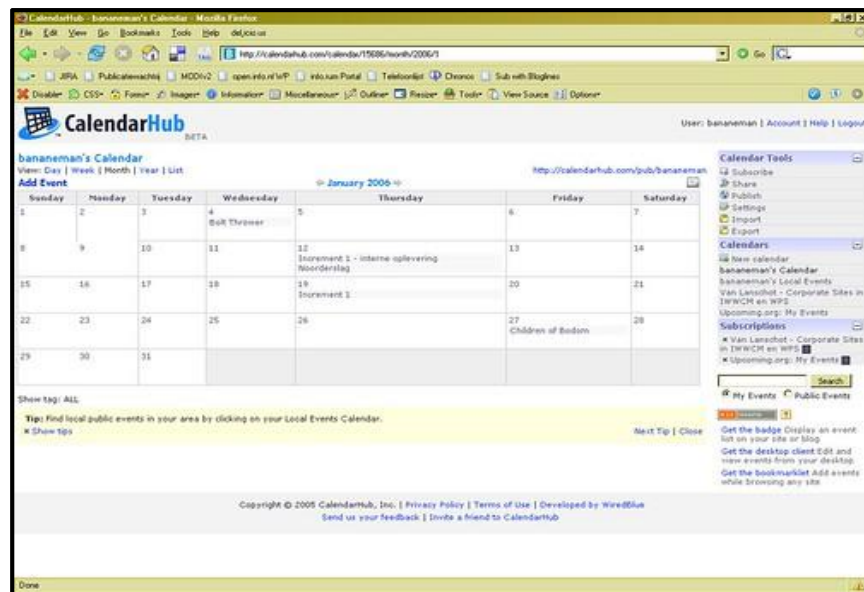 CalendarHub - bananeman's Calendar - Mozilla Firefox
File Edit View Go Bookmarks Tools Help del.icio.us
http://calendarhub.com/calendar/15686/month/2006/1 Go
JIRA MODIv2 open.info.nl WP info.nl Portal Telefoonlijst Chronos Sub with Bloglines
Disable CSS Forms Images Information Miscellaneous Outline Resize Tools View Source Options
CalendarHub
BETA
User: bananeman | Account | Help | Logout
bananeman's Calendar
View: Day | Week | Month | Year | List
http://calendarhub.com/pub/bananeman
Add Event
January 2006
Sunday Monday Tuesday Wednesday Thursday Friday Saturday
1 2 3 4 5 6 7
Bolt Thrower
8 9 10 11 12 13 14
Increment 1 - interne oplevering
Noorderslag
15 16 17 18 19 20 21
Increment 1
22 23 24 25 26 27 28
Children of Bodom
29 30 31
Show tag: ALL
Tip: Find local public events in your area by clicking on your Local Events Calendar.
Show tips
Next Tip | Close
Calendar Tools
Subscribe
Share
Publish
Settings
Import
Export
Calendars
New calendar
bananeman's Calendar
bananeman's Local Events
Van Lanschot - Corporate Sites in
IWWCM en WPS
Upcoming.org: My Events
Subscriptions
Van Lanschot - Corporate Sites
in IWWCM en WPS
Upcoming.org: My Events
Search
My Events Public Events
Get the badge Display an event
list on your site or blog
Get the desktop client Edit and
view events from your desktop
Get the bookmarklet Add events
while browsing any site
Copyright © 2005 CalendarHub, Inc. | Privacy Policy | Terms of Use | Developed by WiredBlue
Send us your feedback | Invite a friend to CalendarHub
Done